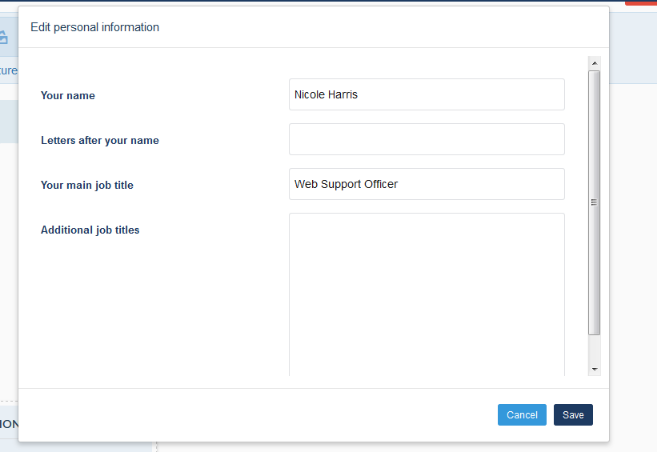 Edit personal information
ture
Your name
Nicole Harris
Letters after your name
Your main job title
Web Support Officer
Additional job titles
ION
Cancel
Save